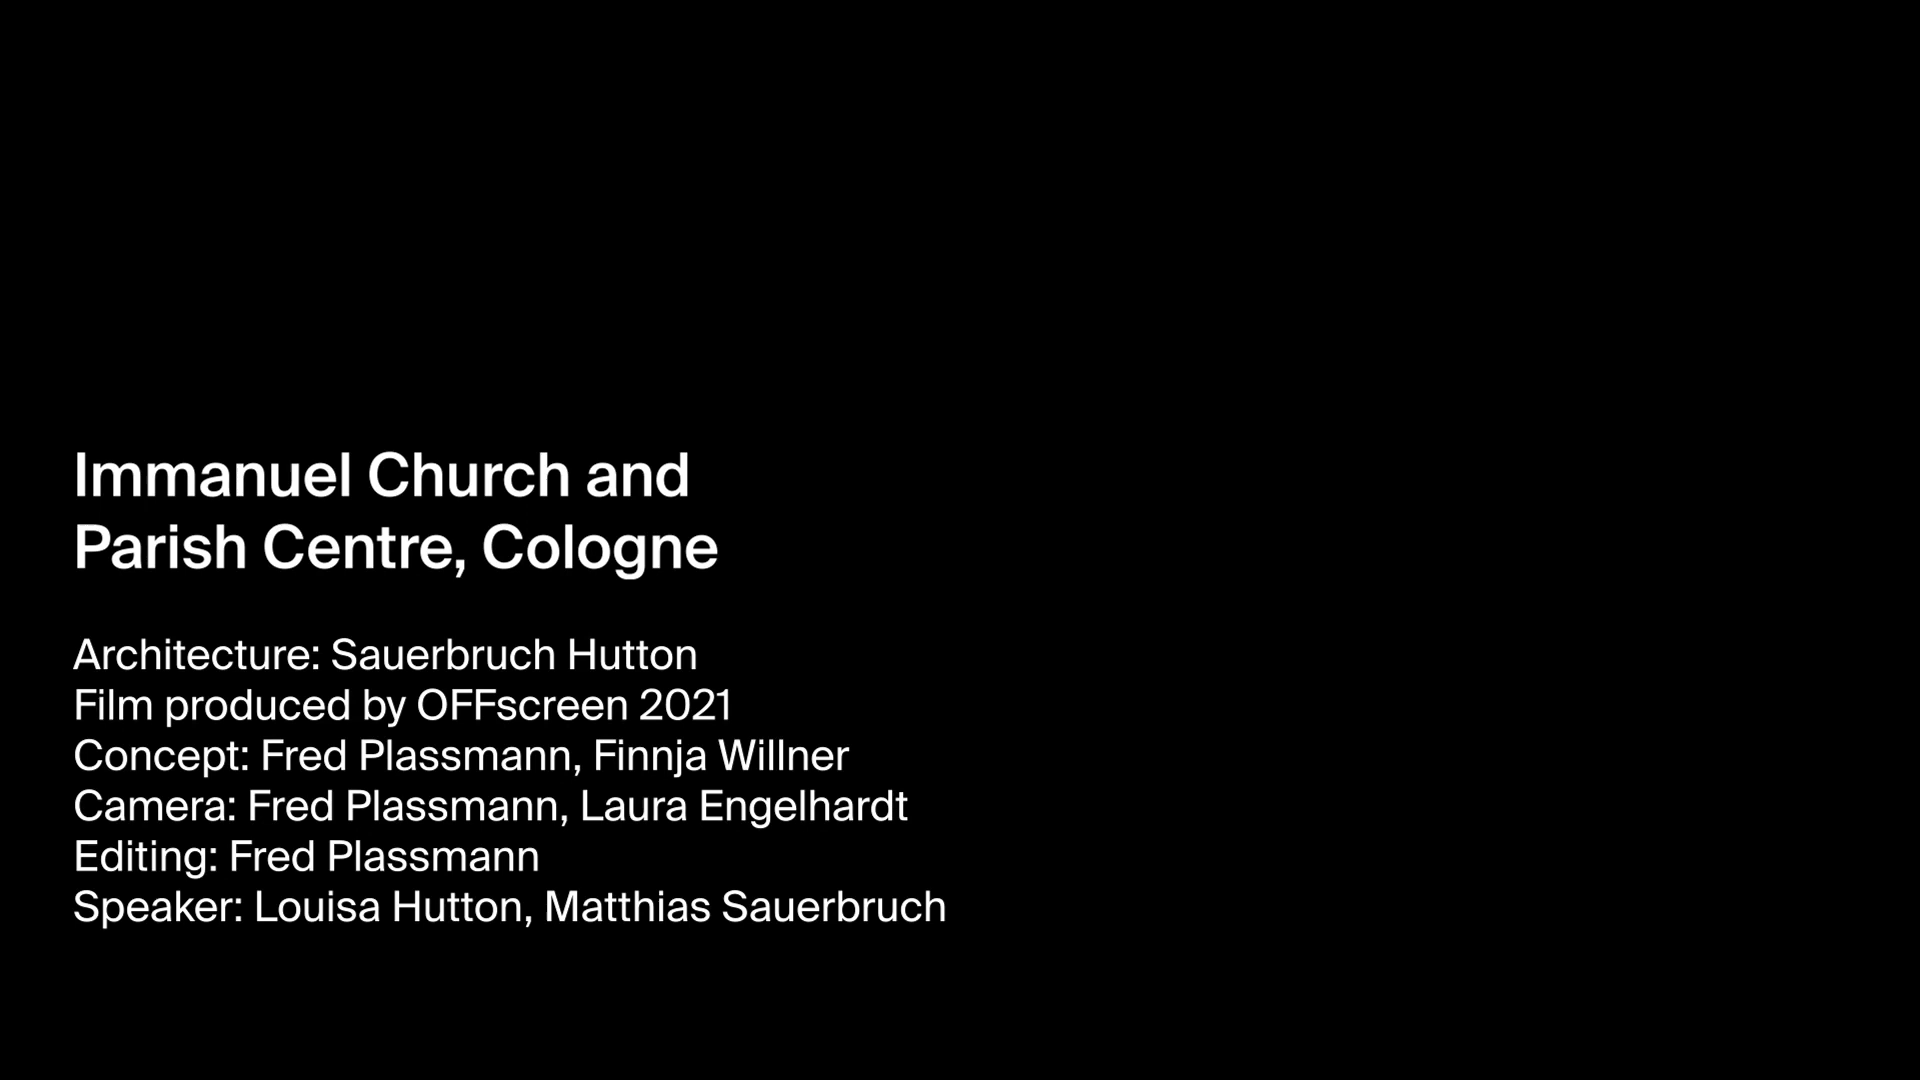 Immanuel Church and
Parish Centre, Cologne
Architecture: Sauerbruch Hutton
Film produced by OFFscreen 2021
Concept: Fred Plassmann, Finnja Willner
Camera: Fred Plassmann, Laura Engelhardt
Editing: Fred Plassmann
Speaker: Louisa Hutton, Matthias Sauerbruch